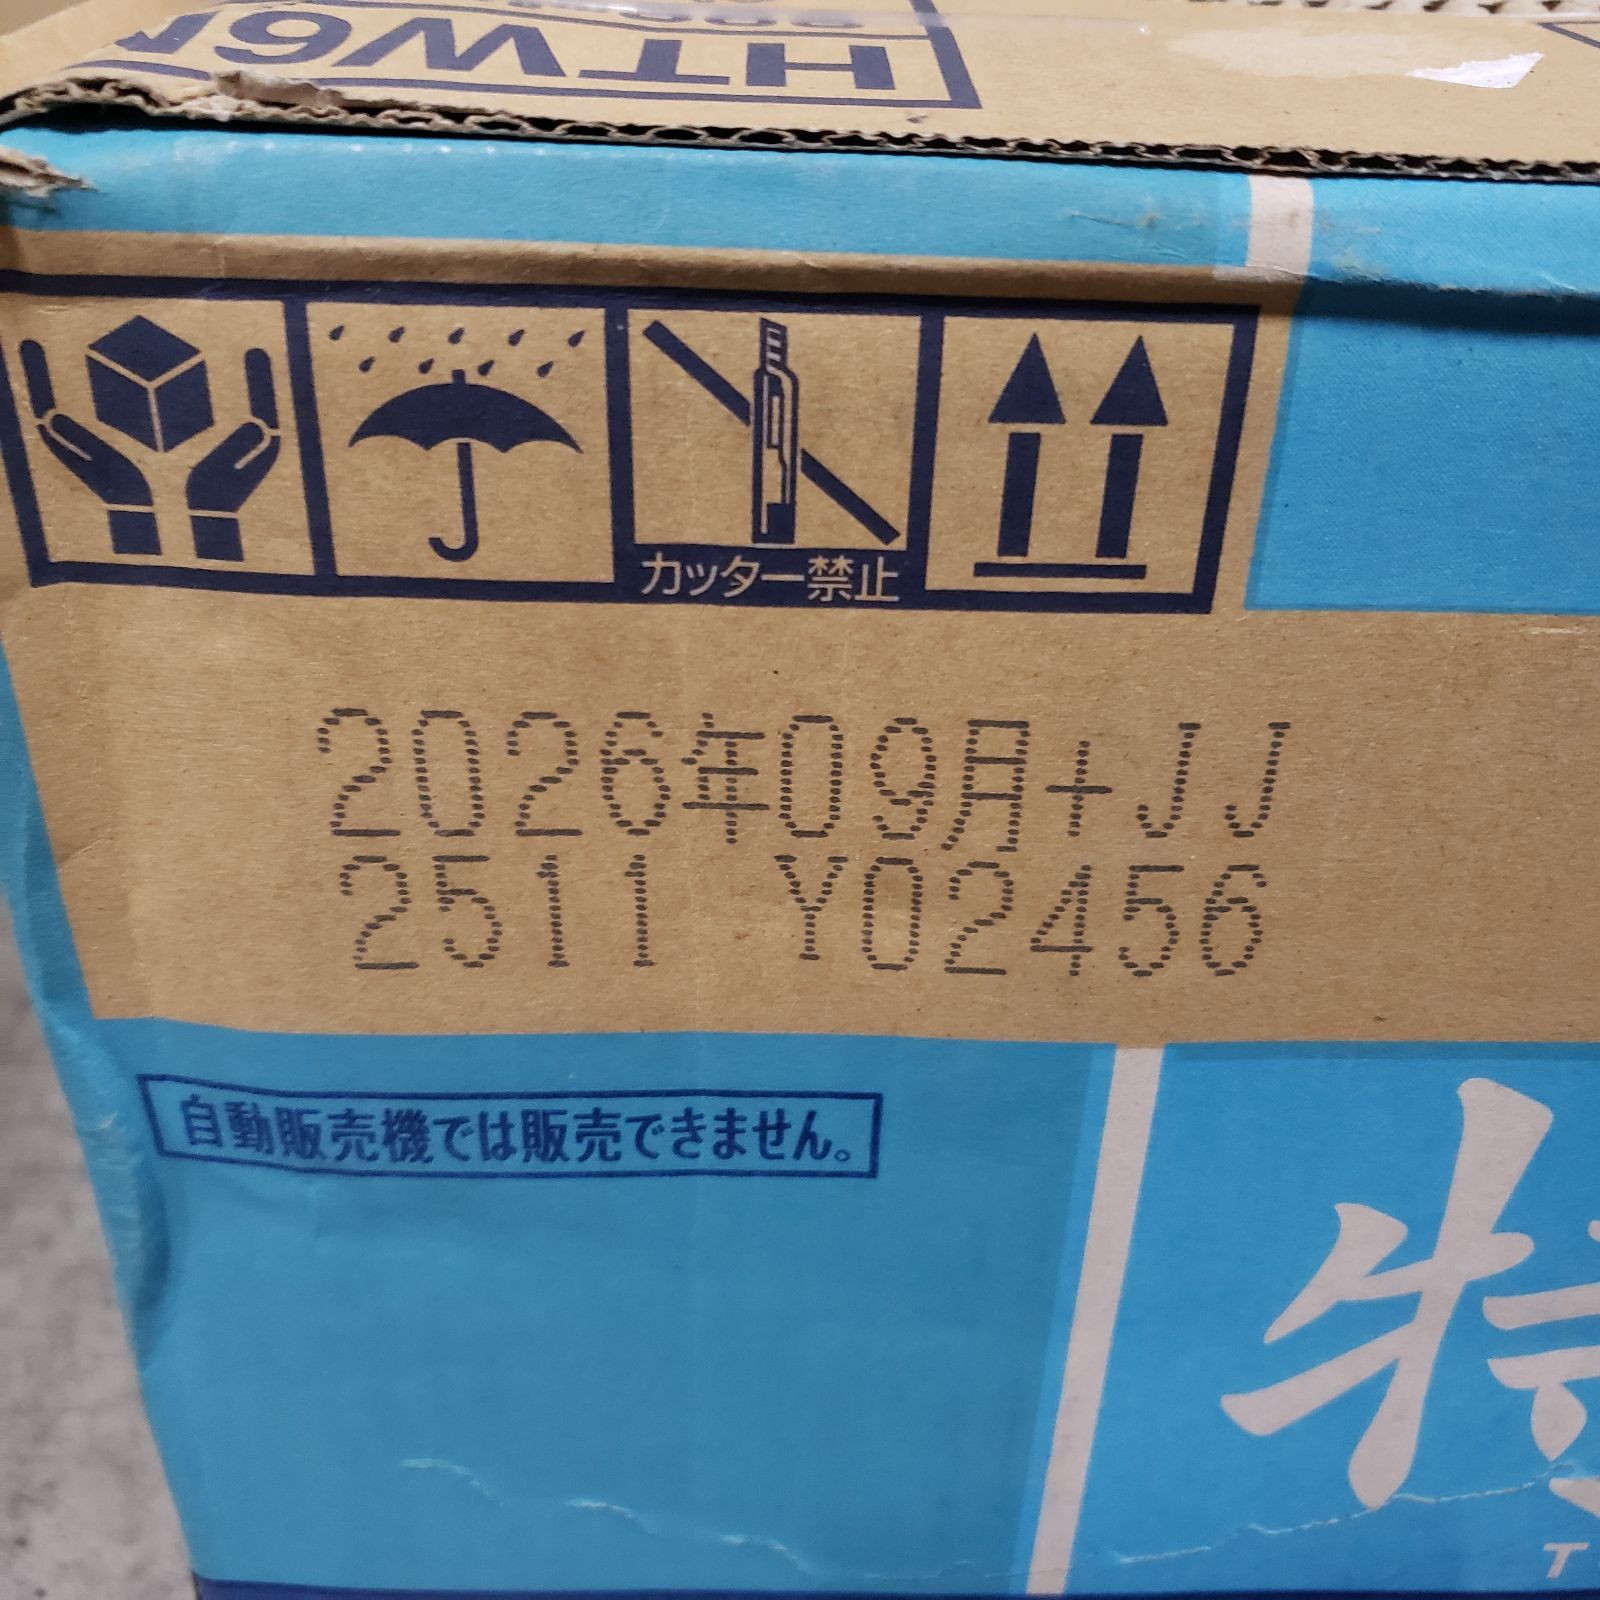 HTW6
カッター禁止
2026年09月+JJ
2511 Y02456
自動販売機では販売できません。
特
T